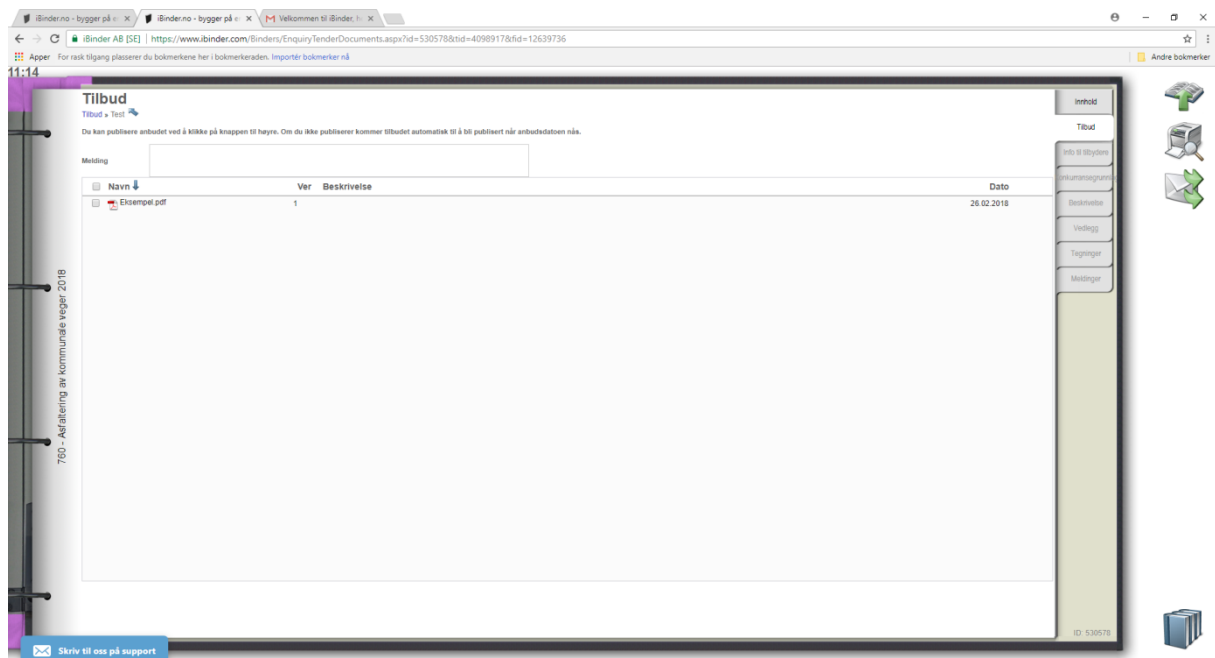 iBinder.no - bygger på e
iBinder.no - bygger på e
Velkommen til iBinder, h
iBinder AB [SE] | https://www.ibinder.com/Binders/EnquiryTenderDocuments.aspx?id=530578&tid=4098917&fid=12639736
Apper For rask tilgang plasserer du bokmerkene her i bokmerkeraden. Importér bokmerker nå
Andre bokmerker
11:14
Tilbud
Tilbud » Test
Du kan publisere anbudet ved å klikke på knappen til høyre. Om du ikke publiserer kommer tilbudet automatisk til å bli publisert når anbudsdatoen nås.
Melding
Navn Ver Beskrivelse Dato
Eksempel.pdf 1 26.02.2018
760 - Asfaltering av kommunale veger 2018
Innhold
Tilbud
Info til tilbydere
Beskrivelse
Vedlegg
Tegninger
Meldinger
ID: 530578
Skriv til oss på support